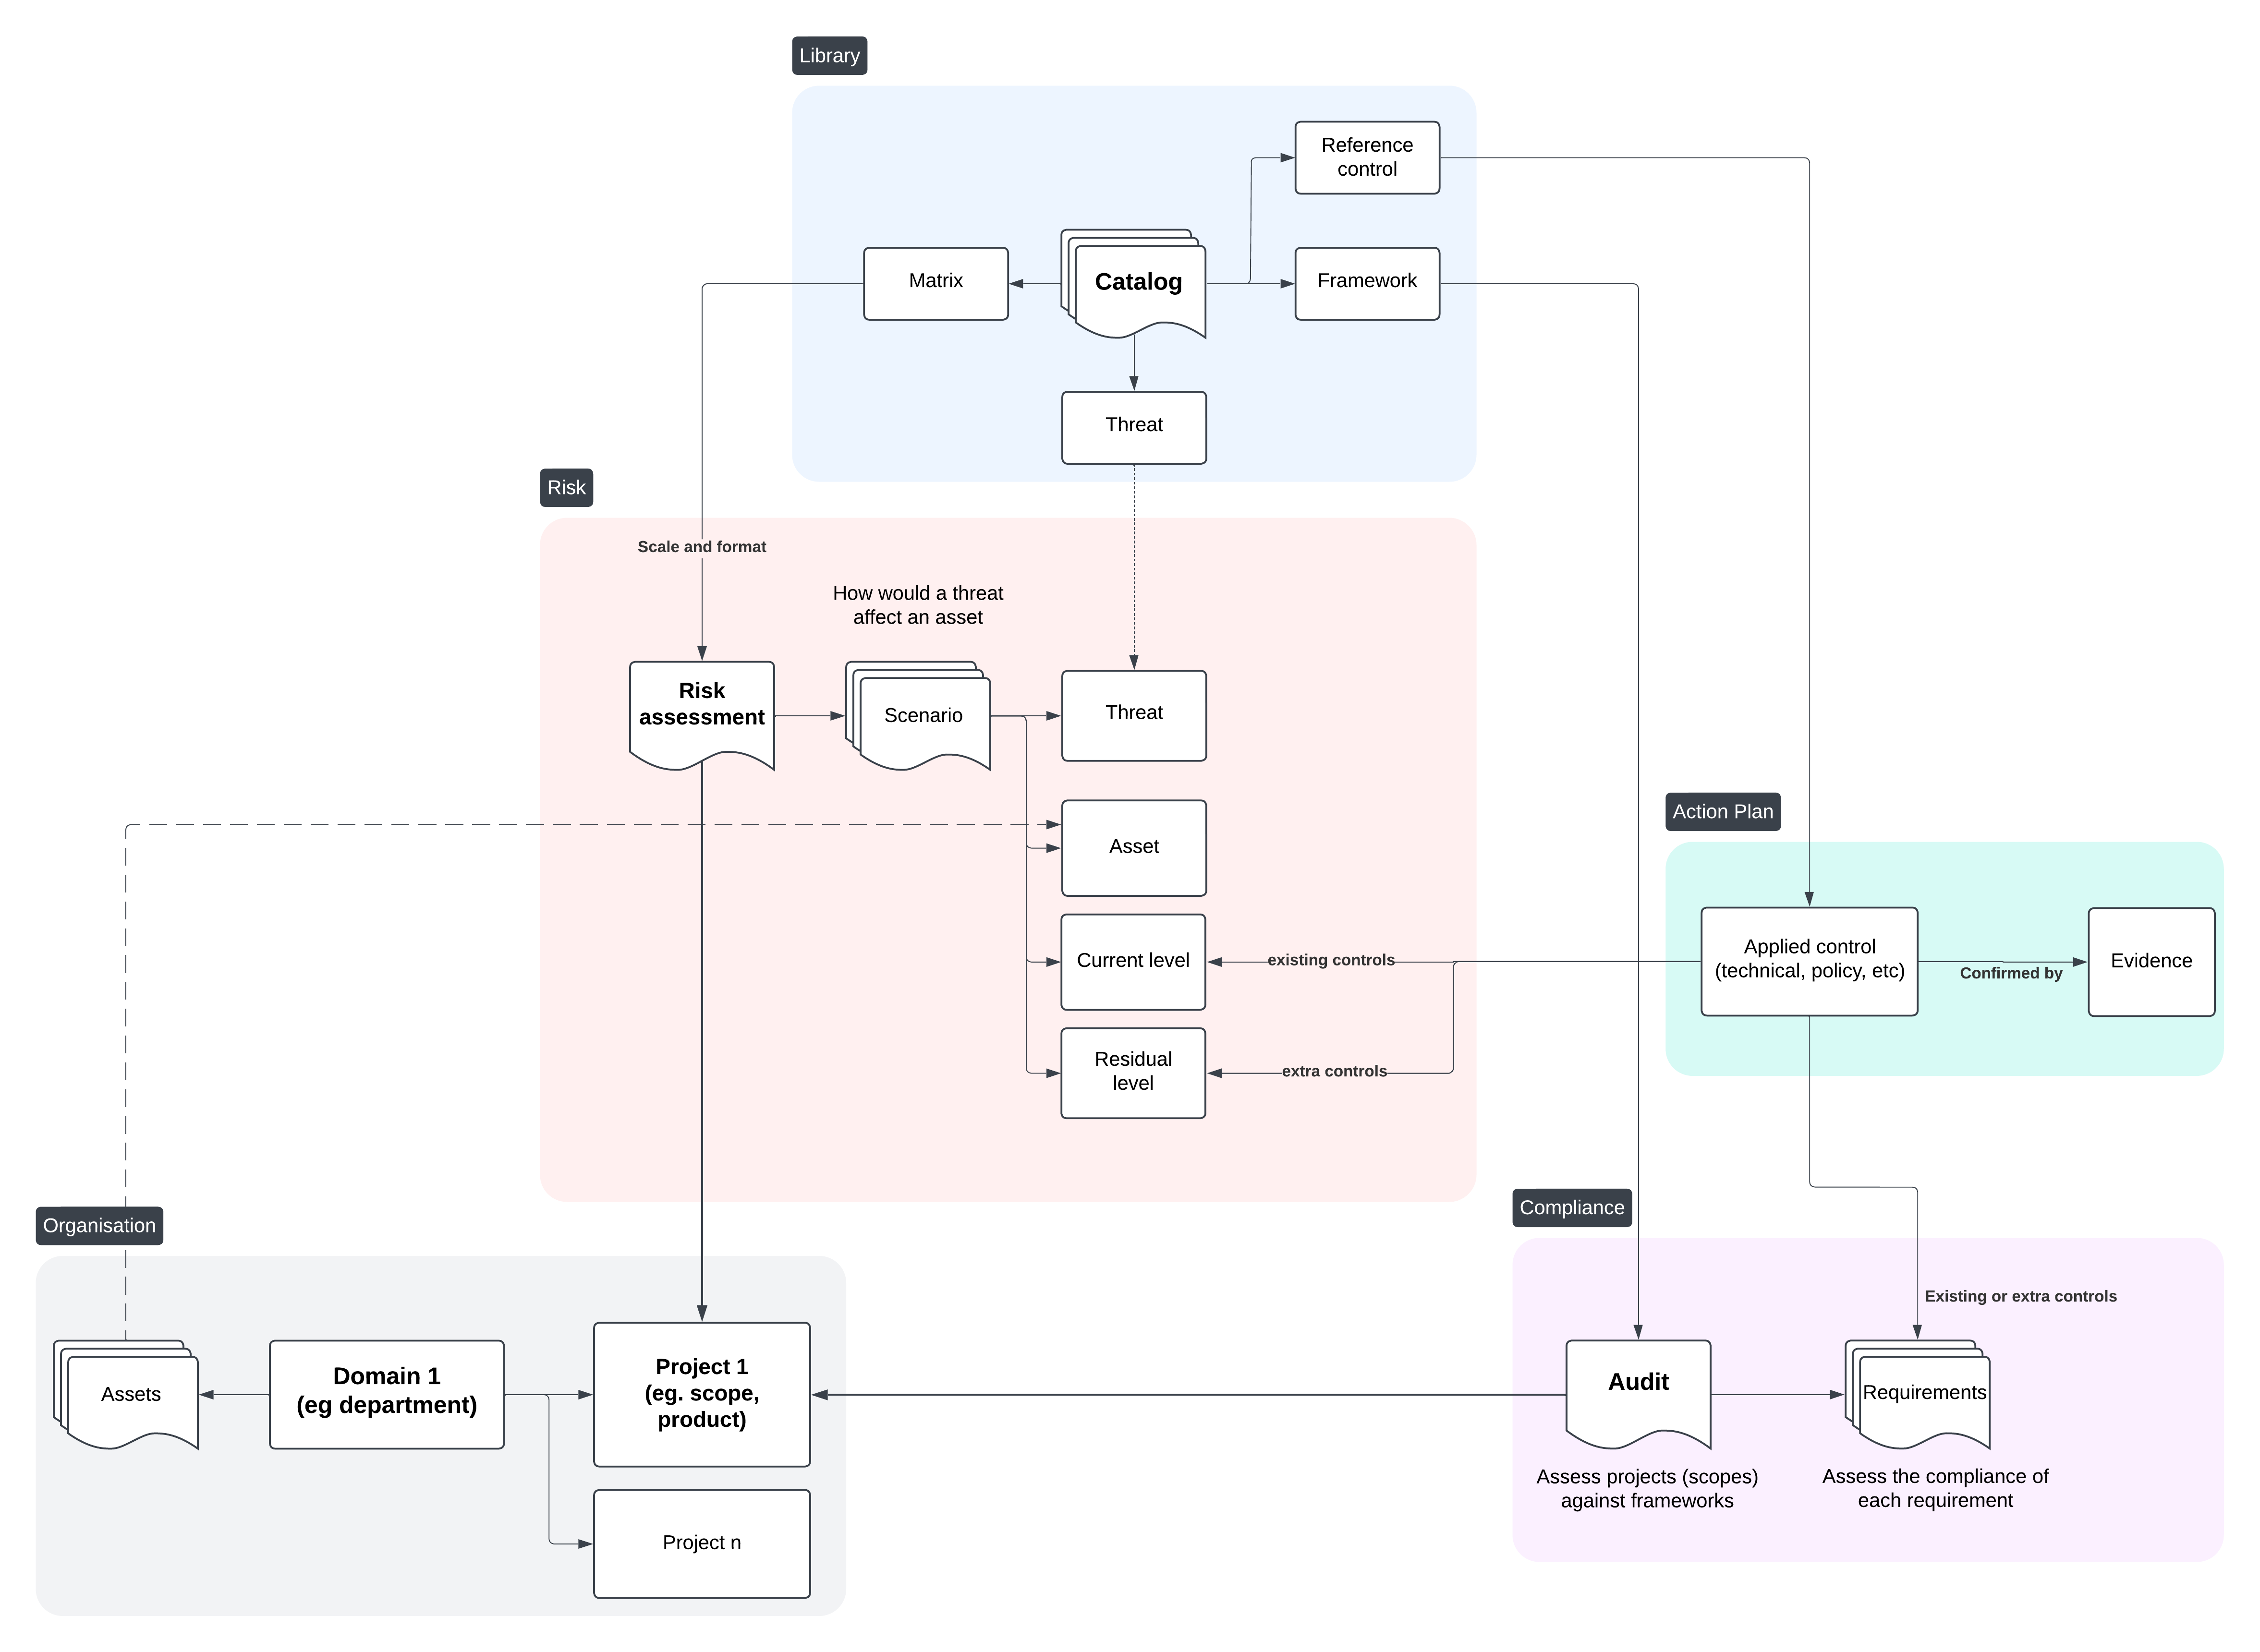 Library
Reference
control
Matrix
Catalog
Framework
Threat
Risk
Scale and format
How would a threat
affect an asset
Risk
assessment
Scenario
Threat
Asset
Action Plan
Current level
existing controls
Applied control
(technical, policy, etc)
Confirmed by
Evidence
Residual
level
extra controls
Organisation
Compliance
Existing or extra controls
Assets
Domain 1
(eg department)
Project 1
(eg. scope,
product)
Audit
Requirements
Assess projects (scopes)
against frameworks
Assess the compliance of
each requirement
Project n